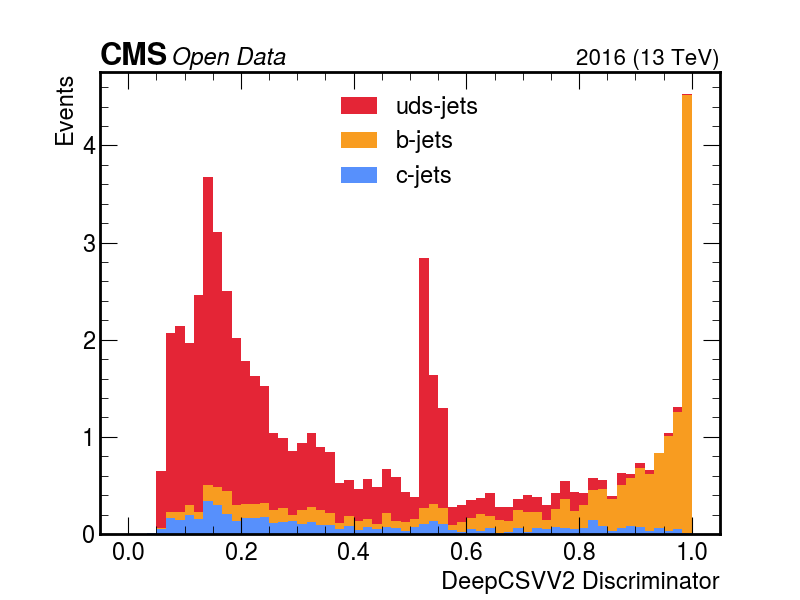 CMS Open Data 2016 (13 TeV)
Events
uds-jets
b-jets
c-jets
4
3
2
1
0
0.0 0.2 0.4 0.6 0.8 1.0
DeepCSVV2 Discriminator